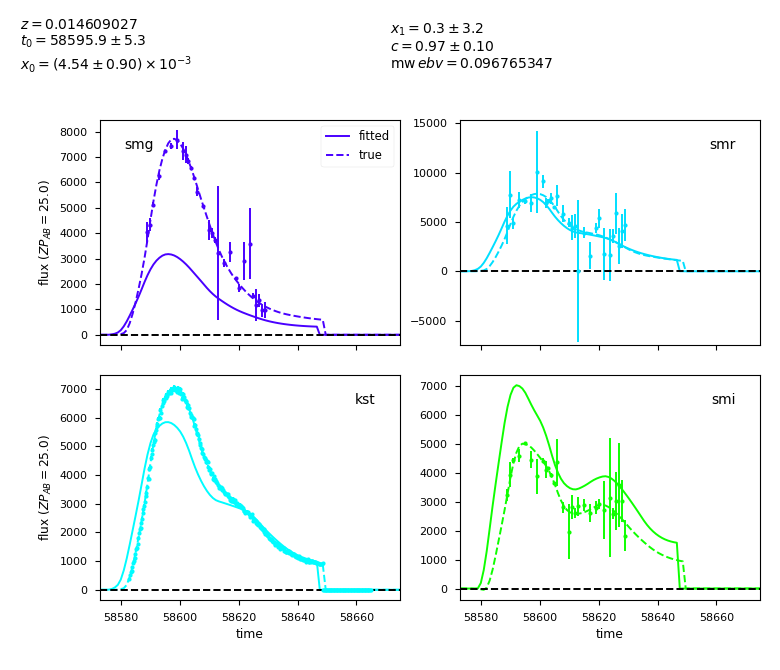 z = 0.014609027
t₀ = 58595.9 ± 5.3
x₀ = (4.54 ± 0.90) × 10⁻³
x₁ = 0.3 ± 3.2
c = 0.97 ± 0.10
mw ebv = 0.096765347
smg
fitted
true
8000
7000
6000
5000
4000
3000
2000
1000
0
flux (ZP_AB = 25.0)
smr
15000
10000
5000
0
−5000
kst
7000
6000
5000
4000
3000
2000
1000
0
flux (ZP_AB = 25.0)
58580 58600 58620 58640 58660
time
smi
7000
6000
5000
4000
3000
2000
1000
0
58580 58600 58620 58640 58660
time